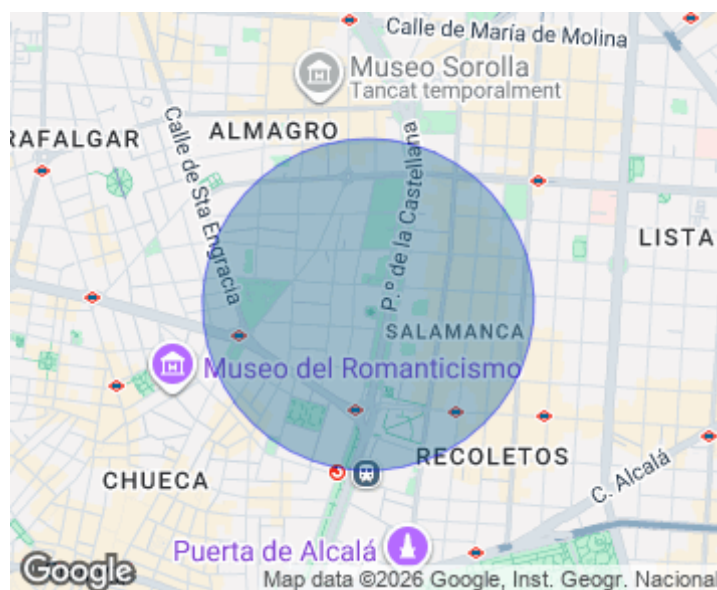 Calle de María de Molina
Museo Sorolla
Tancat temporalment
RAFALGAR
ALMAGRO
Calle de Sta Engracia
P.º de la Castellana
LISTA
SALAMANCA
Museo del Romanticismo
RECOLETOS
CHUECA
C. Alcalá
Puerta de Alcalá
Google
Map data ©2026 Google, Inst. Geogr. Nacional